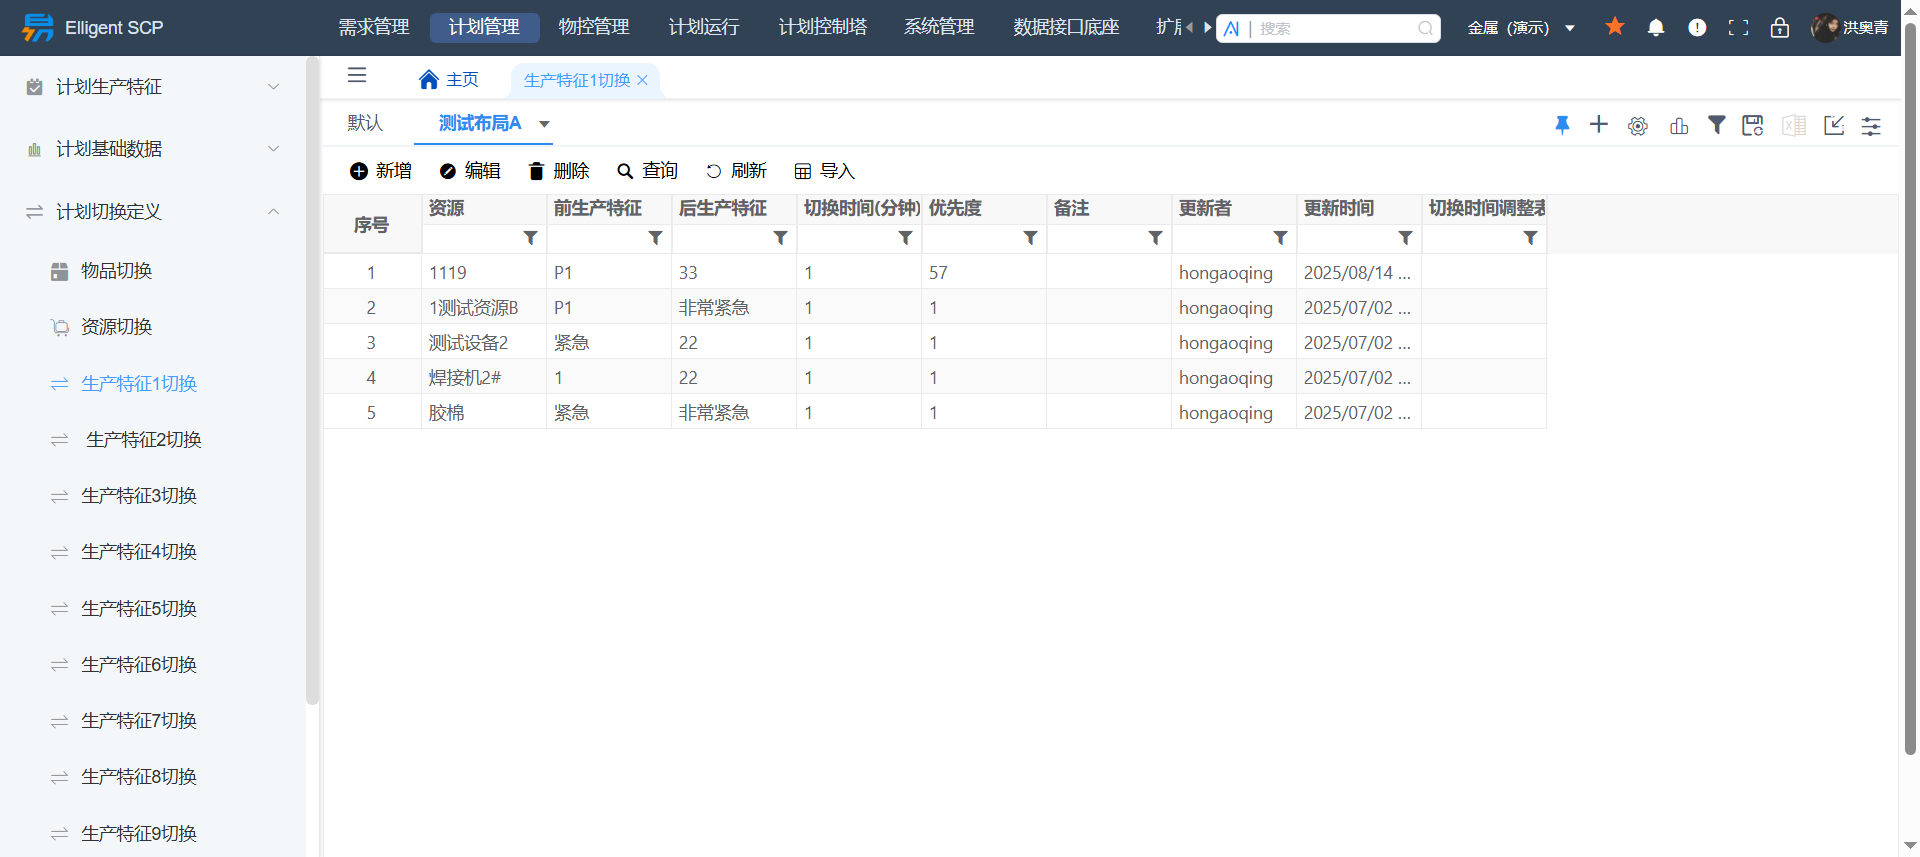 Elligent SCP
需求管理 计划管理 物控管理 计划运行 计划控制塔 系统管理 数据接口底座
搜索
金属 (演示)
洪奥青
计划生产特征
计划基础数据
计划切换定义
物品切换
资源切换
生产特征1切换
生产特征2切换
生产特征3切换
生产特征4切换
生产特征5切换
生产特征6切换
生产特征7切换
生产特征8切换
生产特征9切换
主页 生产特征1切换
默认 测试布局A
新增 编辑 删除 查询 刷新 导入
序号 资源 前生产特征 后生产特征 切换时间(分钟) 优先度 备注 更新者 更新时间 切换时间调整表
1 1119 P1 33 1 57 hongaoqing 2025/08/14 ...
2 1测试资源B P1 非常紧急 1 1 hongaoqing 2025/07/02 ...
3 测试设备2 紧急 22 1 1 hongaoqing 2025/07/02 ...
4 焊接机2# 1 22 1 1 hongaoqing 2025/07/02 ...
5 胶棉 紧急 非常紧急 1 1 hongaoqing 2025/07/02 ...